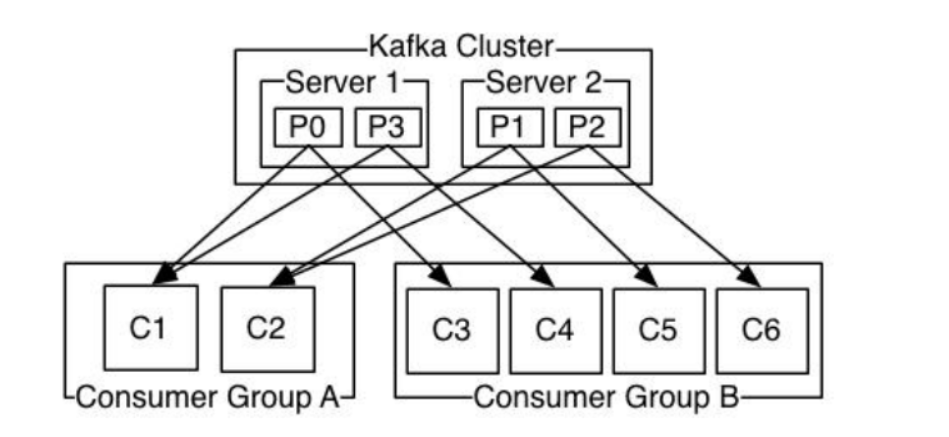 Kafka Cluster
Server 1 Server 2
P0 P3 P1 P2
C1 C2 C3 C4 C5 C6
Consumer Group A Consumer Group B